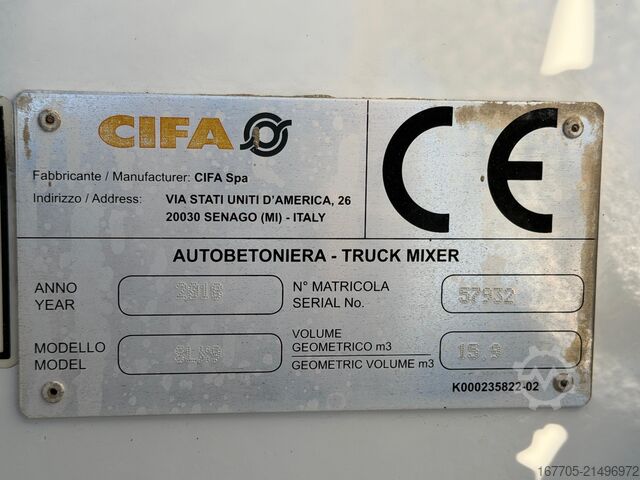 CIFA
CE
Fabbricante / Manufacturer: CIFA Spa
Indirizzo / Address: VIA STATI UNITI D'AMERICA, 26
20030 SENAGO (MI) - ITALY
AUTOBETONIERA - TRUCK MIXER
ANNO
YEAR
2018
N° MATRICOLA
SERIAL No.
57932
MODELLO
MODEL
VOLUME
GEOMETRICO m3
GEOMETRIC VOLUME m3
15.9
K000235822-02
167705-21496972